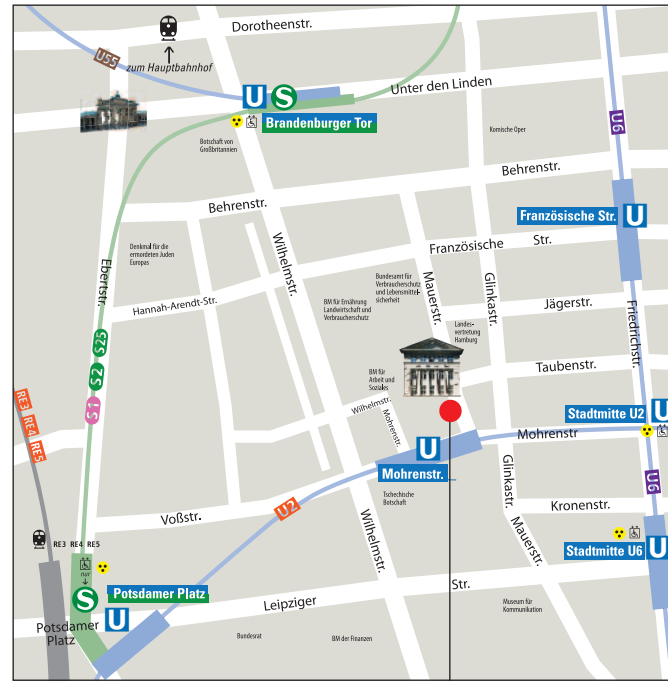 Dorotheenstr.
U55
zum Hauptbahnhof
Unter den Linden
U S
Brandenburger Tor
U6
Botschaft von
Großbritannien
Komische Oper
Behrenstr.
Behrenstr.
Französische Str. U
Denkmal für die
ermordeten Juden
Europas
Wilhelmstr.
Französische Str.
Ebertstr.
Hannah-Arendt-Str.
Mauerstr.
Glinkastr.
Bundesamt für
Verbraucherschutz
und Lebensmittel-
sicherheit
BM für Ernährung
Landwirtschaft und
Verbraucherschutz
Jägerstr.
Friedrichstr.
Landes-
vertretung
Hamburg
S25
S2
S1
Taubenstr.
BM für
Arbeit und
Soziales
Wilhelmstr.
Mohrenstr.
RE3
RE4
RE5
Stadtmitte U2 U
Mohrenstr
U
Mohrenstr.
Glinkastr.
U6
Tschechische
Botschaft
U2
Voßstr.
Kronenstr.
Wilhelmstr.
Mauerstr.
Stadtmitte U6 U
RE3 RE4 RE5
nur
S
Potsdamer Platz
U
Leipziger Str.
Potsdamer
Platz
Museum für
Kommunikation
Bundesrat
BM der Finanzen